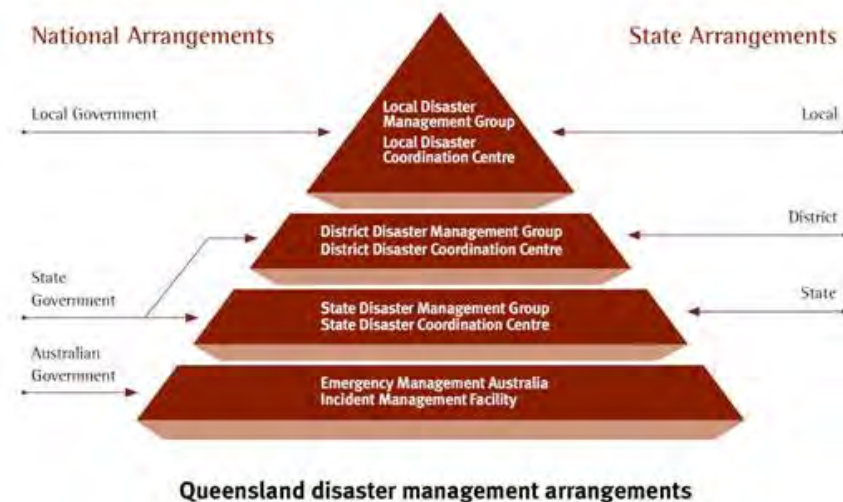 National Arrangements
State Arrangements
Local Government
Local Disaster
Management Group
Local Disaster
Coordination Centre
Local
District Disaster Management Group
District Disaster Coordination Centre
District
State
Government
State Disaster Management Group
State Disaster Coordination Centre
State
Australian
Government
Emergency Management Australia
Incident Management Facility
Queensland disaster management arrangements